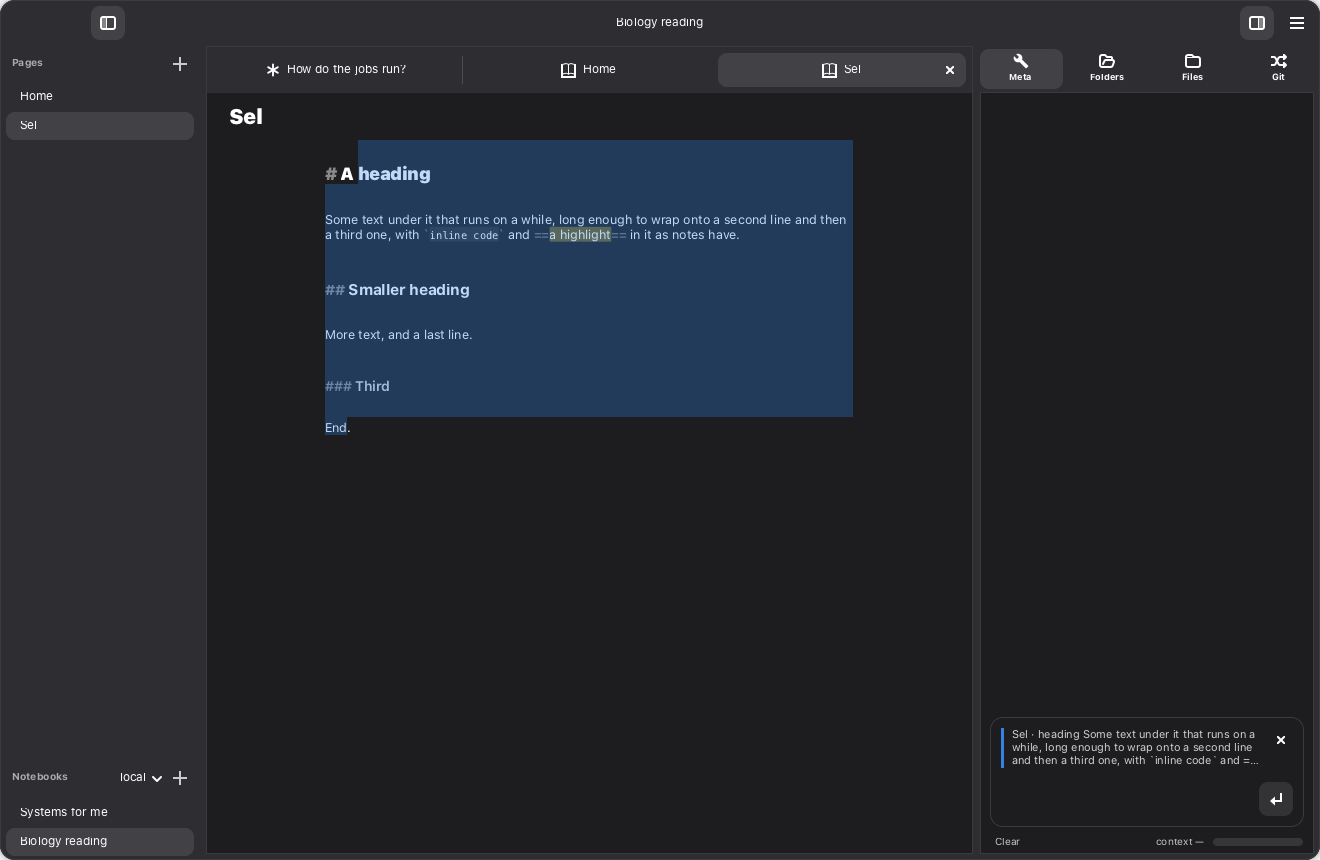 Biology reading
Pages
Home
Sel
How do the jobs run?
Home
Sel
Meta
Folders
Files
Git
Sel
# A heading
Some text under it that runs on a while, long enough to wrap onto a second line and then
a third one, with `inline code` and ==a highlight== in it as notes have.
## Smaller heading
More text, and a last line.
### Third
End.
Sel · heading Some text under it that runs on a
while, long enough to wrap onto a second line
and then a third one, with `inline code` and =...
Clear
context —
Notebooks
local
Systems for me
Biology reading